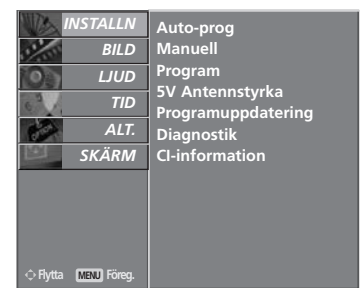 INSTALLN
BILD
LJUD
TID
ALT.
SKÄRM
Auto-prog
Manuell
Program
5V Antennstyrka
Programuppdatering
Diagnostik
CI-information
Flytta MENU Föreg.